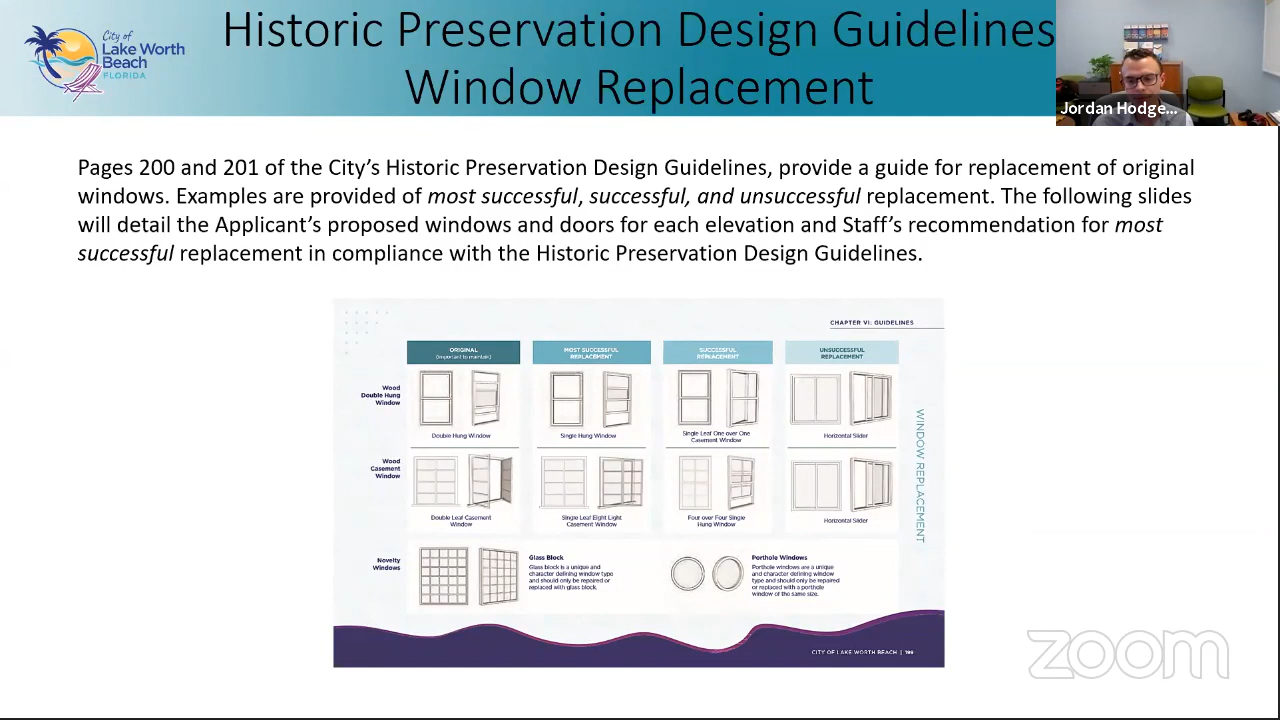 Historic Preservation Design Guidelines
Window Replacement
City of
Lake Worth
Beach
FLORIDA
Jordan Hodge...
Pages 200 and 201 of the City's Historic Preservation Design Guidelines, provide a guide for replacement of original
windows. Examples are provided of most successful, successful, and unsuccessful replacement. The following slides
will detail the Applicant's proposed windows and doors for each elevation and Staff's recommendation for most
successful replacement in compliance with the Historic Preservation Design Guidelines.
CHAPTER VI: GUIDELINES
ORIGINAL
(important to maintain)
MOST SUCCESSFUL
REPLACEMENT
SUCCESSFUL
REPLACEMENT
UNSUCCESSFUL
REPLACEMENT
Wood
Double Hung
Window
Double Hung Window
Single Hung Window
Single Leaf One over One
Casement Window
Horizontal Slider
Wood
Casement
Window
Double Leaf Casement
Window
Single Leaf Eight Light
Casement Window
Four over Four Single
Hung Window
Horizontal Slider
WINDOW REPLACEMENT
Novelty
Windows
Glass Block
Glass block is a unique and
character defining window type
and should only be repaired or
replaced with glass block.
Porthole Windows
Porthole windows are a unique
and character defining window
type and should only be repaired
or replaced with a porthole
window of the same size.
CITY OF LAKE WORTH BEACH |
zoom